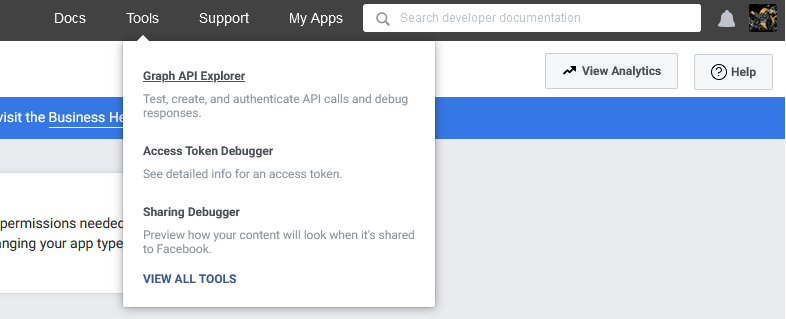 Docs Tools Support My Apps Search developer documentation
Graph API Explorer
Test, create, and authenticate API calls and debug
responses.
View Analytics Help
visit the Business He
Access Token Debugger
See detailed info for an access token.
Sharing Debugger
Preview how your content will look when it's shared
to Facebook.
VIEW ALL TOOLS
permissions needed
anging your app type